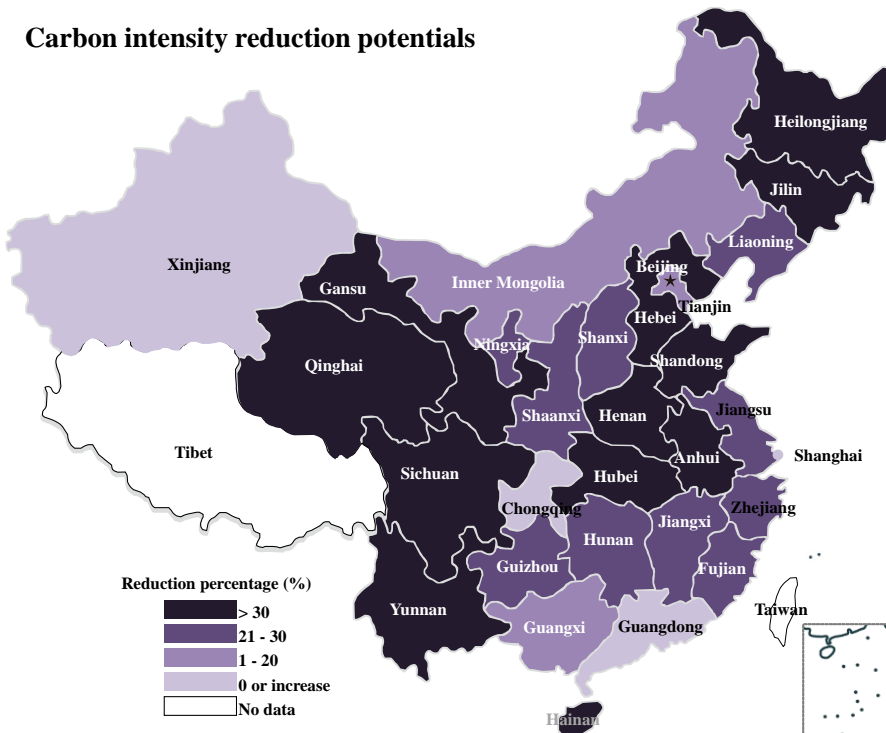 Carbon intensity reduction potentials
Heilongjiang
Jilin
Liaoning
Xinjiang
Beijing
Inner Mongolia
Gansu
Tianjin
Hebei
Ningxia
Shanxi
Shandong
Qinghai
Jiangsu
Shaanxi
Henan
Tibet
Shanghai
Anhui
Sichuan
Hubei
Chongqing
Zhejiang
Jiangxi
Hunan
Guizhou
Fujian
Reduction percentage (%)
> 30
21 - 30
1 - 20
0 or increase
No data
Yunnan
Taiwan
Guangxi
Guangdong
Hainan